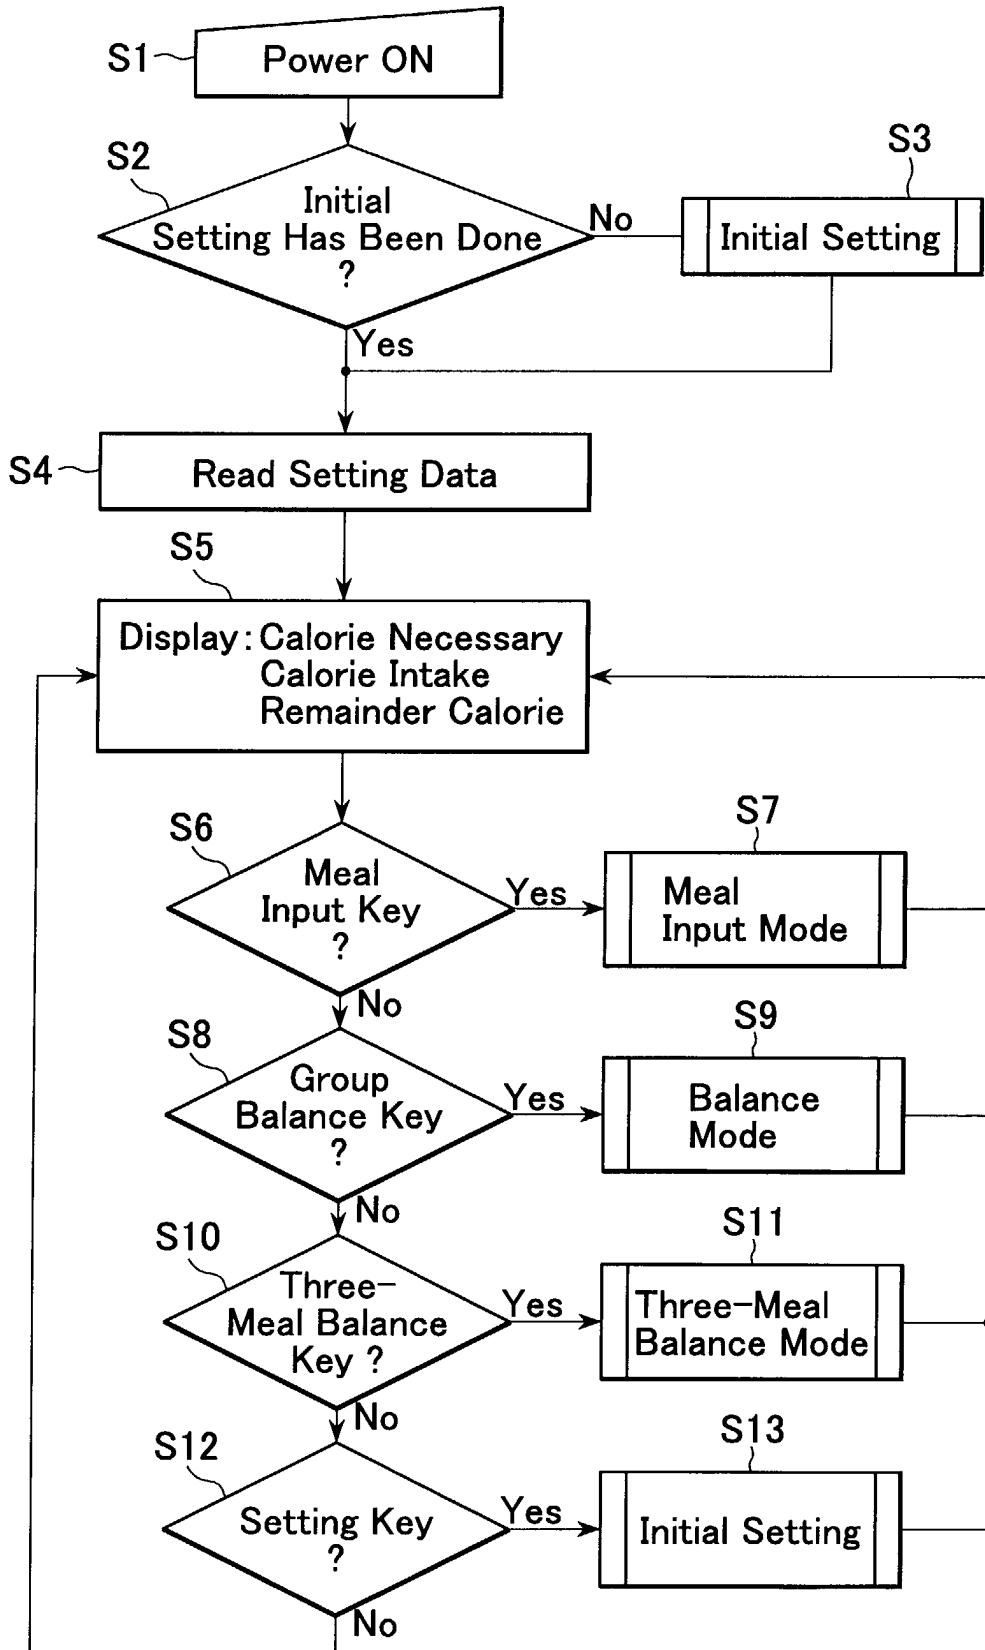 S1
Power ON
S2
S3
Initial
Setting Has Been Done
?
No
Initial Setting
Yes
S4
Read Setting Data
S5
Display: Calorie Necessary
Calorie Intake
Remainder Calorie
S6
S7
Meal
Input Key
?
Yes
Meal
Input Mode
No
S8
S9
Group
Balance Key
?
Yes
Balance
Mode
No
S10
S11
Three-
Meal Balance
Key ?
Yes
Three-Meal
Balance Mode
No
S12
S13
Setting Key
?
Yes
Initial Setting
No